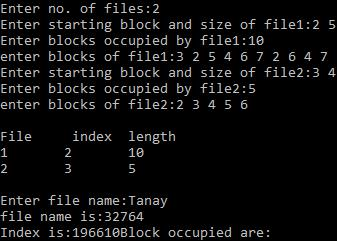 Enter no. of files:2
Enter starting block and size of file1:2 5
Enter blocks occupied by file1:10
enter blocks of file1:3 2 5 4 6 7 2 6 4 7
Enter starting block and size of file2:3 4
Enter blocks occupied by file2:5
enter blocks of file2:2 3 4 5 6
File index length
1 2 10
2 3 5
Enter file name:Tanay
file name is:32764
Index is:196610Block occupied are: